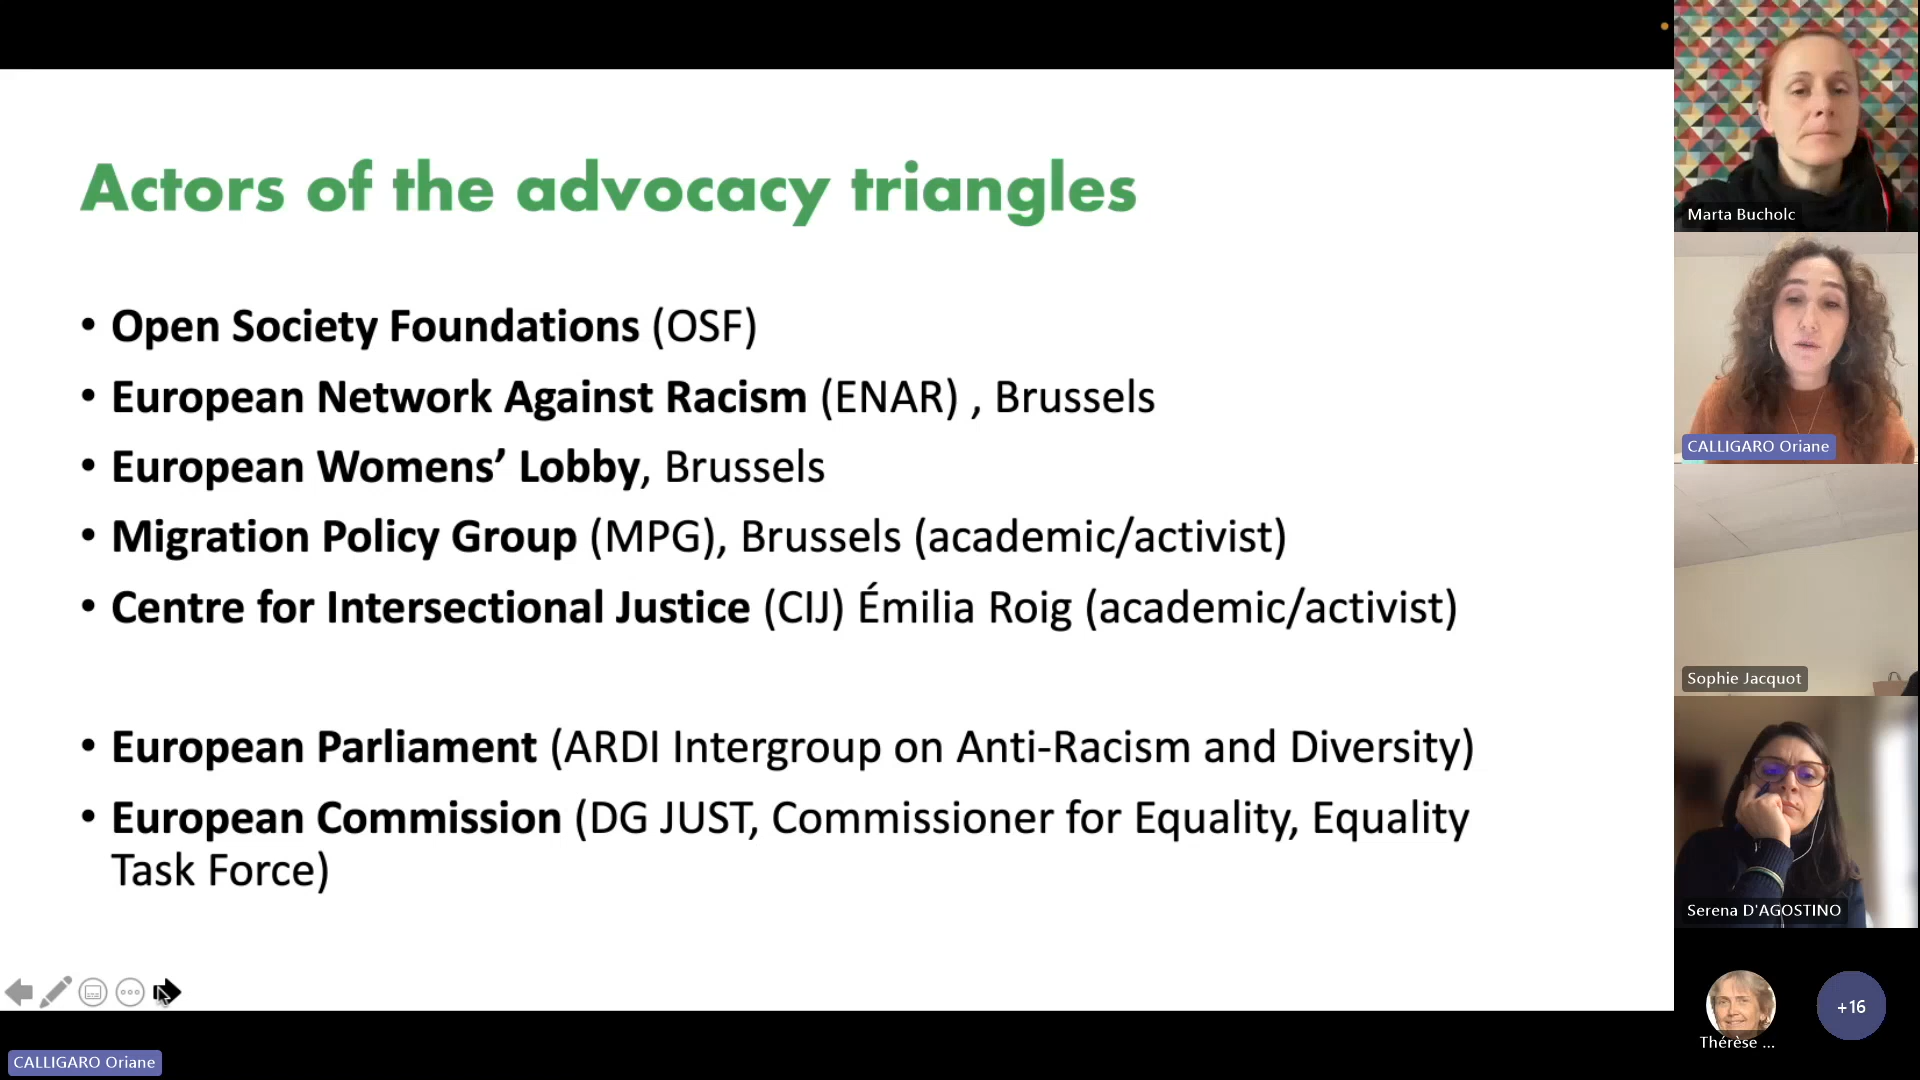 Actors of the advocacy triangles
• Open Society Foundations (OSF)
• European Network Against Racism (ENAR) , Brussels
• European Womens’ Lobby, Brussels
• Migration Policy Group (MPG), Brussels (academic/activist)
• Centre for Intersectional Justice (CIJ) Émilia Roig (academic/activist)
• European Parliament (ARDI Intergroup on Anti-Racism and Diversity)
• European Commission (DG JUST, Commissioner for Equality, Equality
Task Force)
CALLIGARO Oriane
Marta Bucholc
CALLIGARO Oriane
Sophie Jacquot
Serena D'AGOSTINO
Thérèse ...
+16